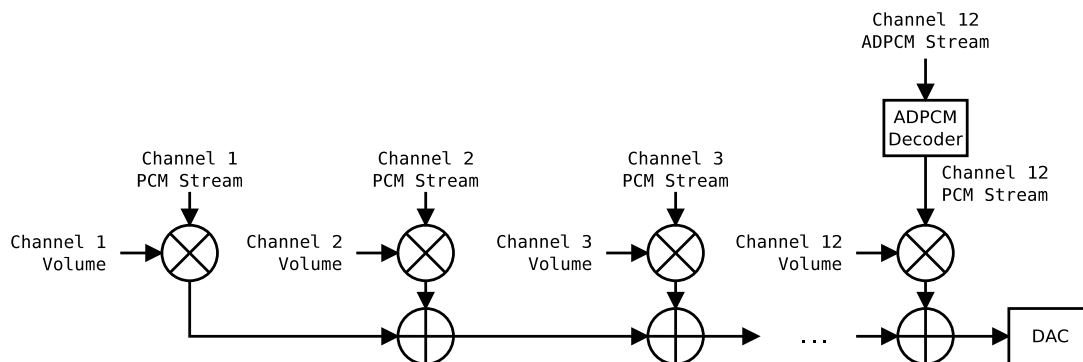 Channel 12
ADPCM Stream
ADPCM
Decoder
Channel 1
PCM Stream
Channel 2
PCM Stream
Channel 3
PCM Stream
Channel 12
PCM Stream
Channel 1
Volume
Channel 2
Volume
Channel 3
Volume
Channel 12
Volume
...
DAC